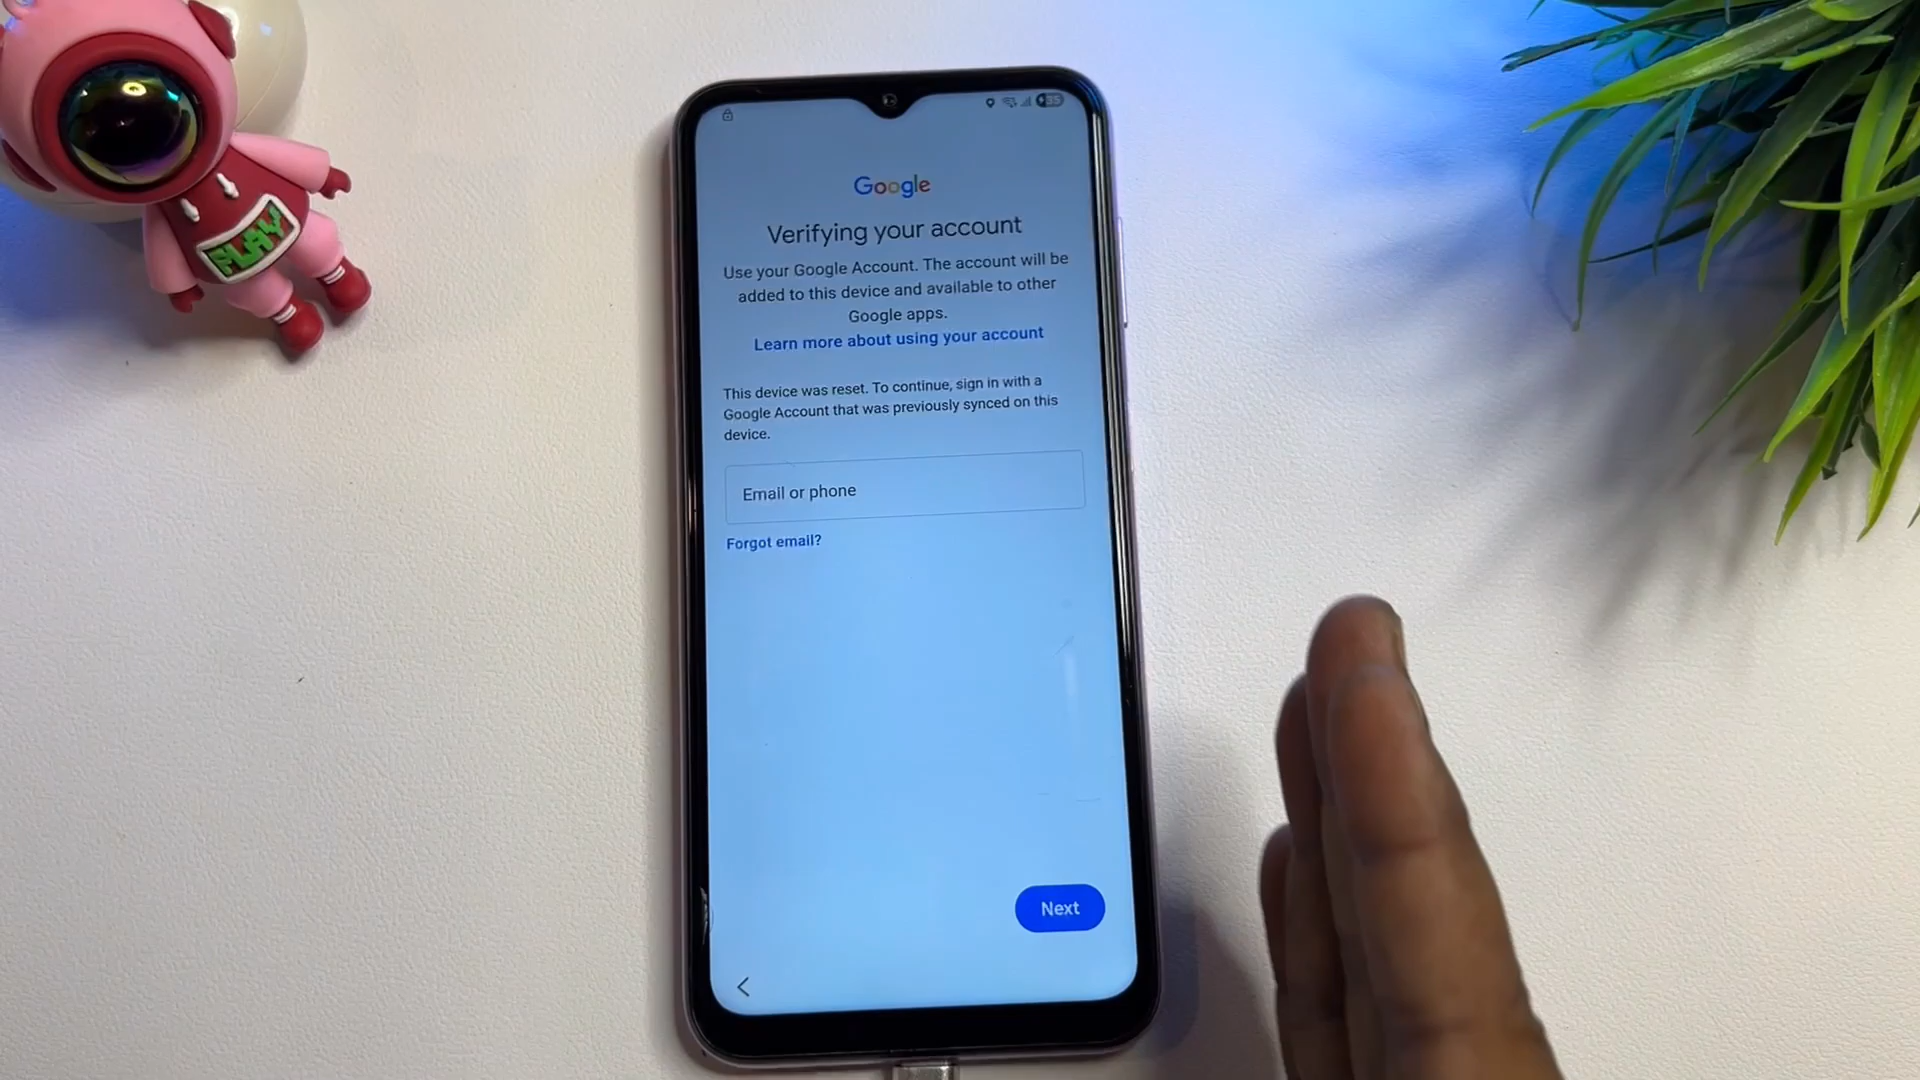 35
Google
Verifying your account
Use your Google Account. The account will be
added to this device and available to other
Google apps.
Learn more about using your account
This device was reset. To continue, sign in with a
Google Account that was previously synced on this
device.
Email or phone
Forgot email?
Next
PLAY